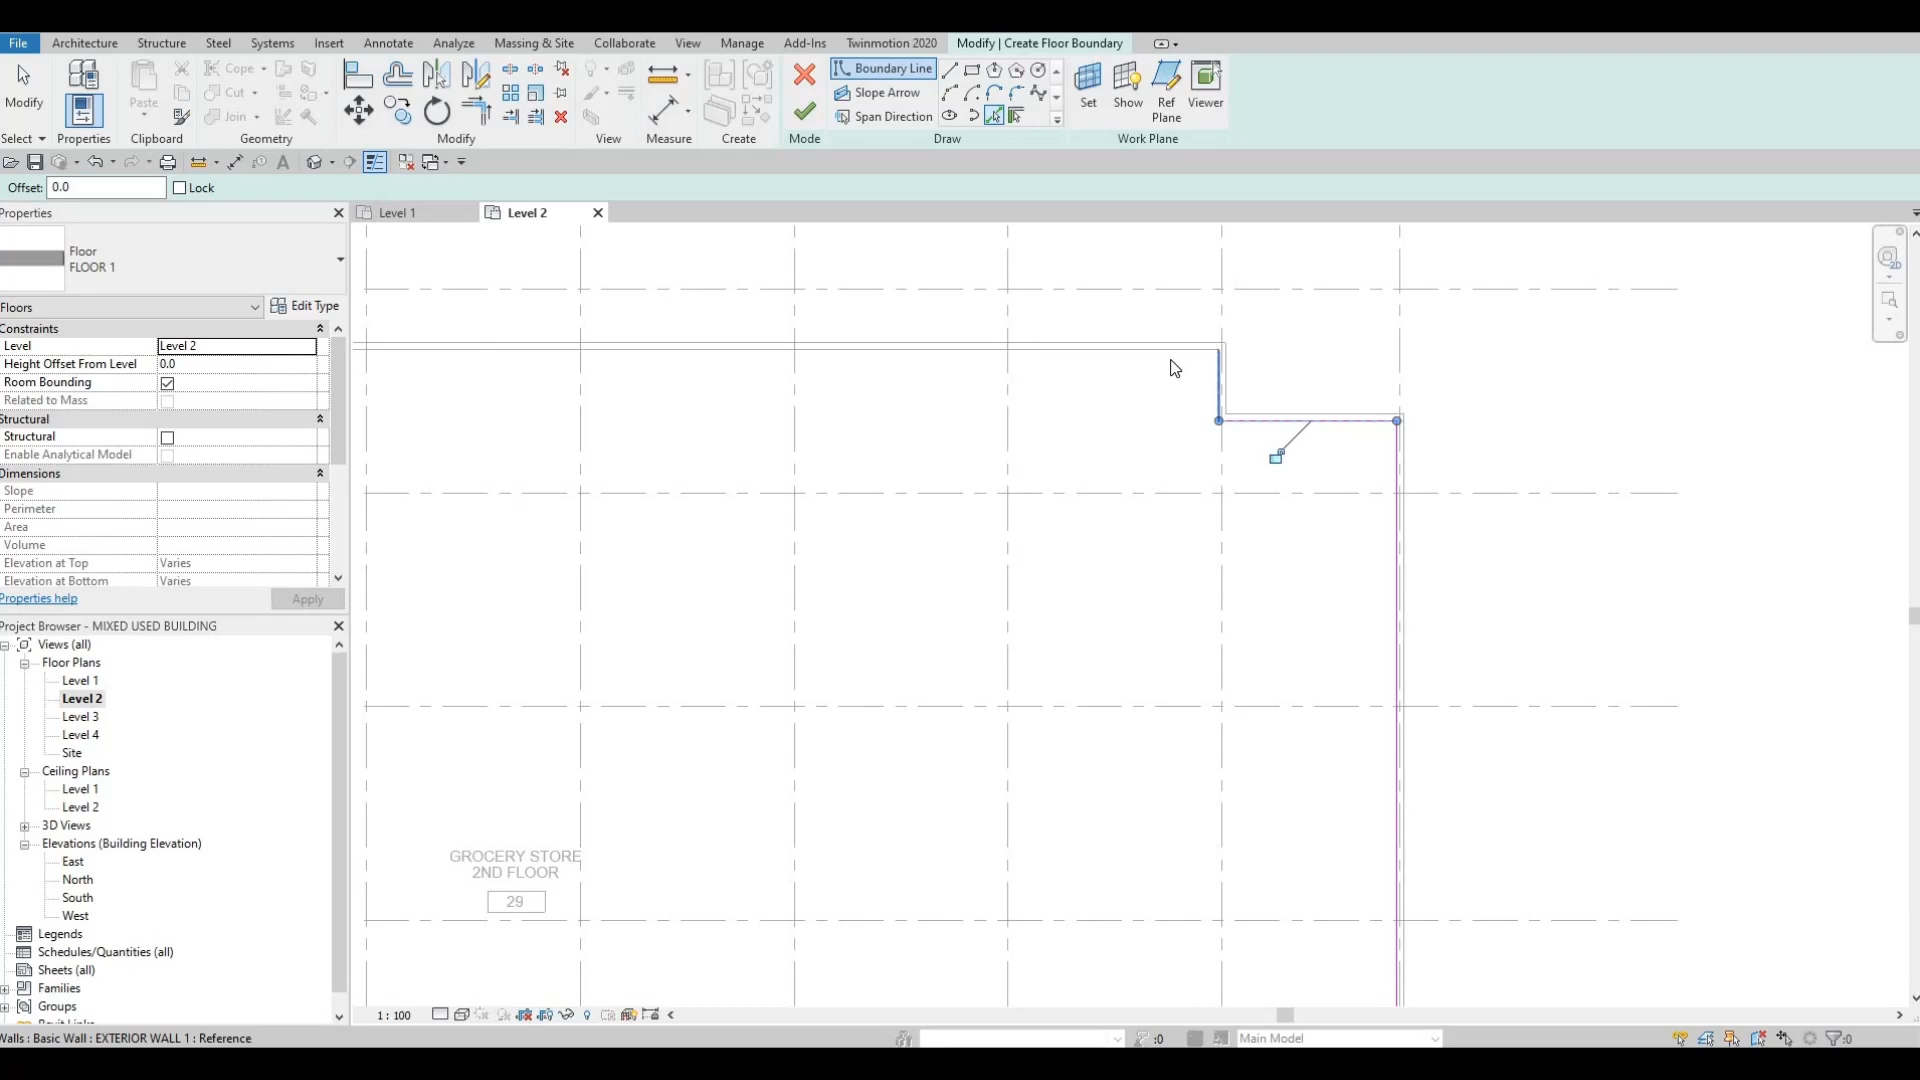 File Architecture Structure Steel Systems Insert Annotate Analyze Massing & Site Collaborate View Manage Add-Ins Twinmotion 2020 Modify | Create Floor Boundary
Modify
Paste
Cope
Cut
Join
Boundary Line
Slope Arrow
Span Direction
Set Show Ref Plane Viewer
Select Properties Clipboard Geometry Modify View Measure Create Mode Draw Work Plane
Offset: 0.0 Lock
Properties
Level 1 Level 2
Floor
FLOOR 1
Floors Edit Type
Constraints
Level Level 2
Height Offset From Level 0.0
Room Bounding
Related to Mass
Structural
Structural
Enable Analytical Model
Dimensions
Slope
Perimeter
Area
Volume
Elevation at Top Varies
Elevation at Bottom Varies
Properties help Apply
Project Browser - MIXED USED BUILDING
Views (all)
Floor Plans
Level 1
Level 2
Level 3
Level 4
Site
Ceiling Plans
Level 1
Level 2
3D Views
Elevations (Building Elevation)
East
North
South
West
Legends
Schedules/Quantities (all)
Sheets (all)
Families
Groups
GROCERY STORE
2ND FLOOR
29
2D
1 : 100
Walls : Basic Wall : EXTERIOR WALL 1 : Reference
:0 Main Model :0